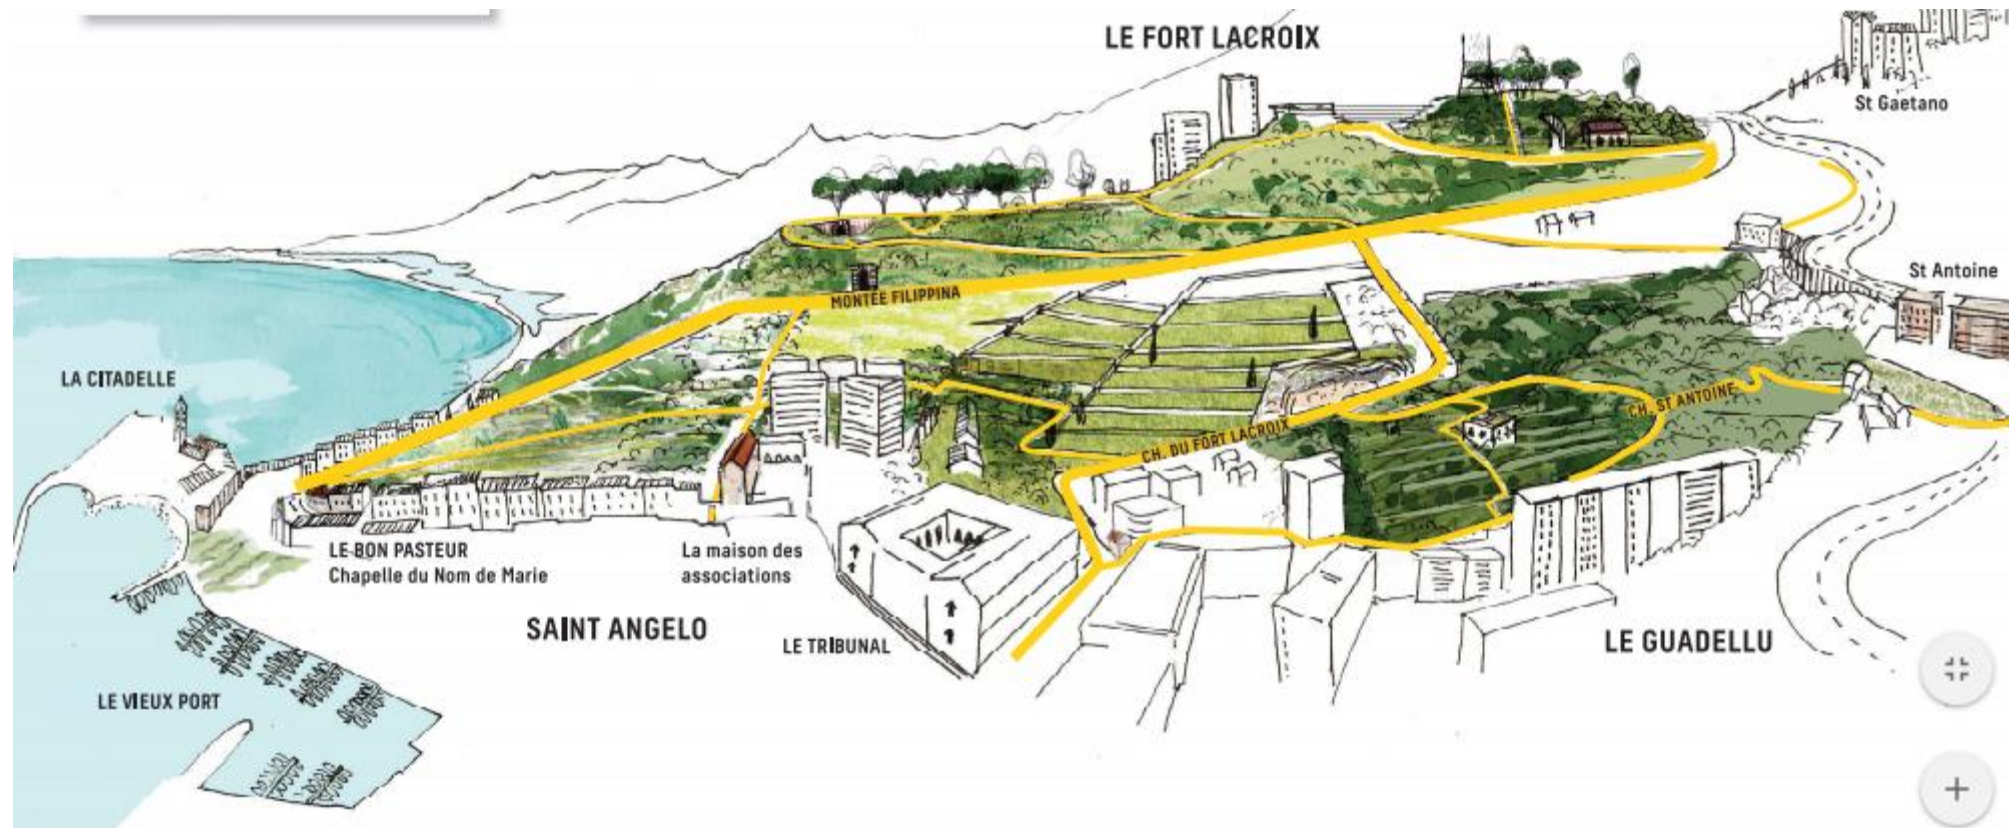 LE FORT LACROIX
St Gaetano
St Antoine
MONTÉE FILIPPINA
LA CITADELLE
CH. ST ANTOINE
CH. DU FORT LACROIX
LE BON PASTEUR
Chapelle du Nom de Marie
La maison des
associations
SAINT ANGELO
LE TRIBUNAL
LE GUADELLU
LE VIEUX PORT